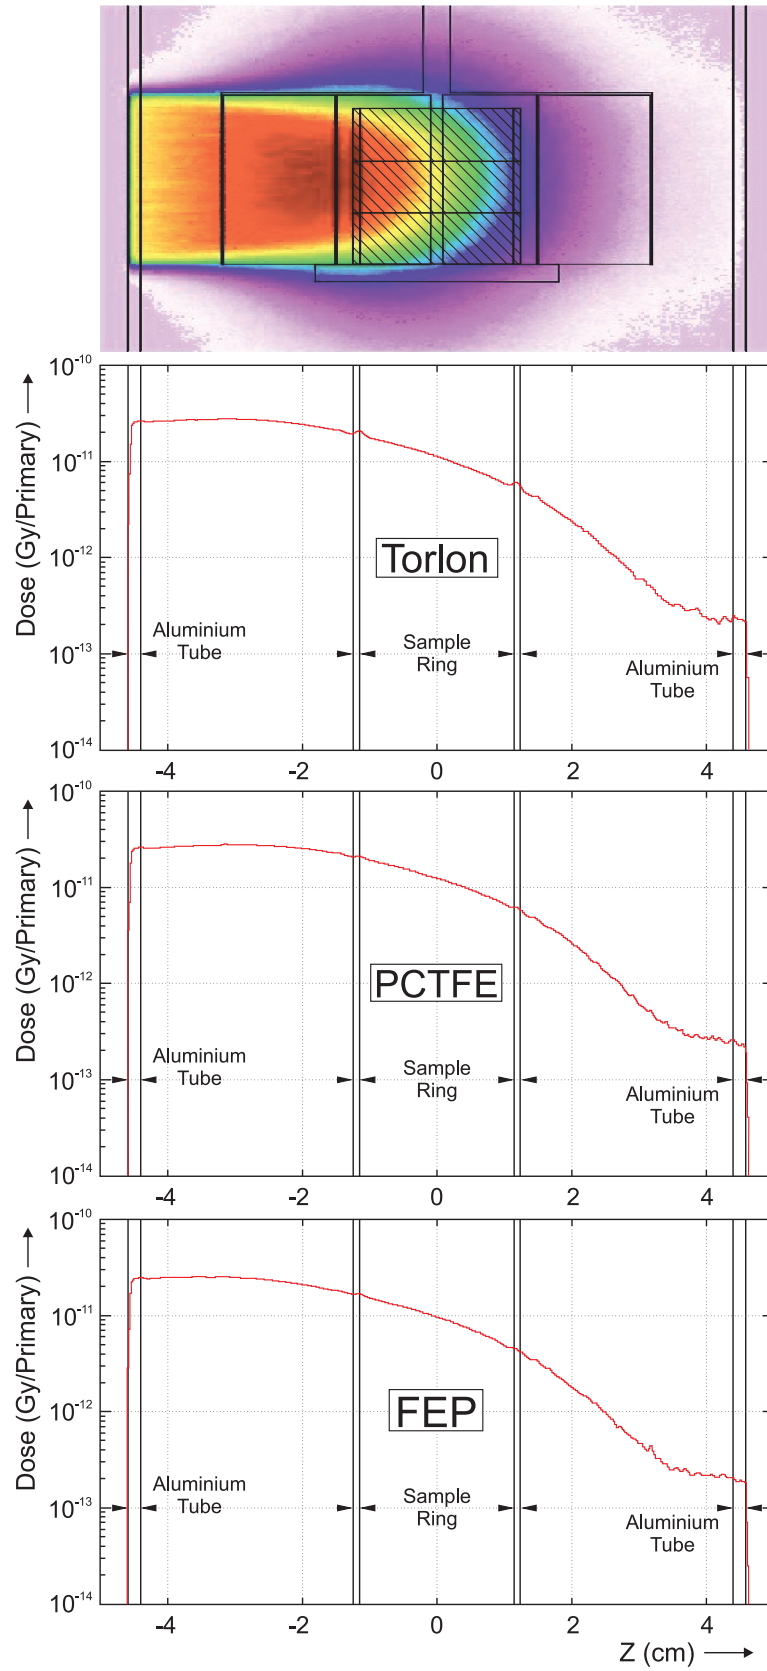 10⁻¹⁰
10⁻¹¹
10⁻¹²
10⁻¹³
10⁻¹⁴
Dose (Gy/Primary) ⟶
Torlon
Aluminium
Tube
Sample
Ring
Aluminium
Tube
-4 -2 0 2 4
10⁻¹⁰
10⁻¹¹
10⁻¹²
10⁻¹³
10⁻¹⁴
Dose (Gy/Primary) ⟶
PCTFE
Aluminium
Tube
Sample
Ring
Aluminium
Tube
-4 -2 0 2 4
10⁻¹⁰
10⁻¹¹
10⁻¹²
10⁻¹³
10⁻¹⁴
Dose (Gy/Primary) ⟶
FEP
Aluminium
Tube
Sample
Ring
Aluminium
Tube
-4 -2 0 2 4
Z (cm) ⟶